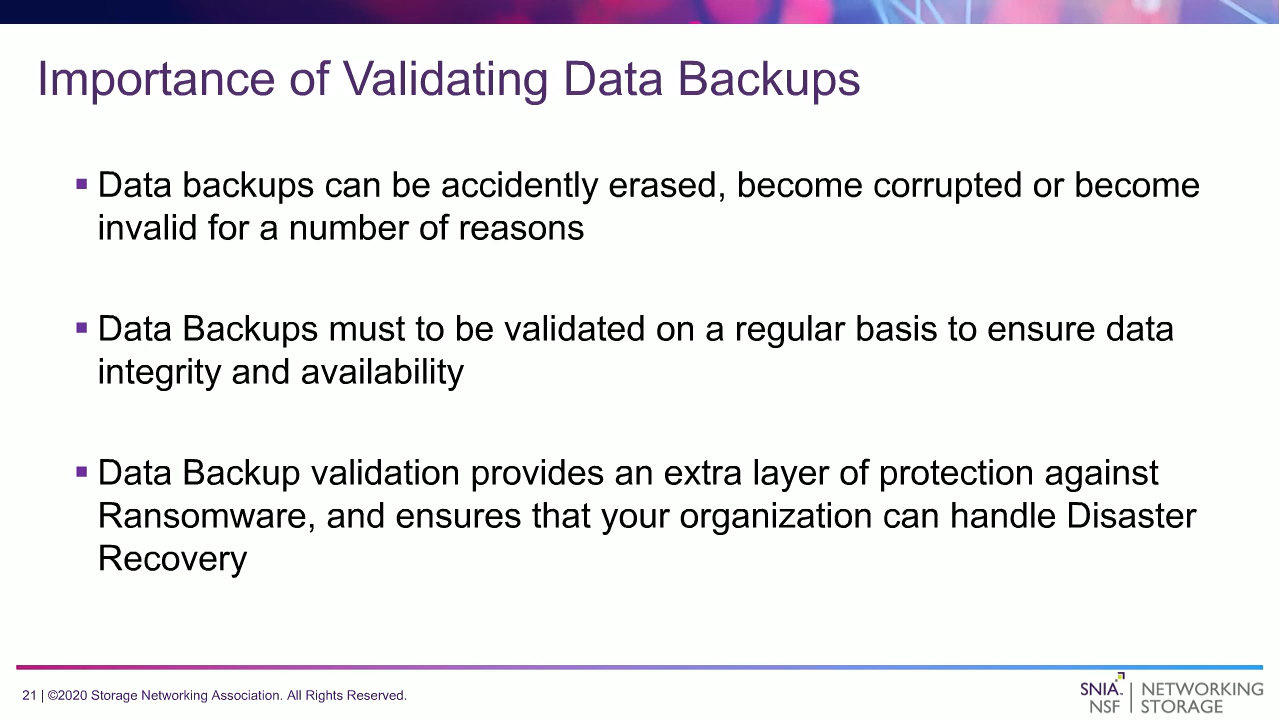 Importance of Validating Data Backups
▪ Data backups can be accidently erased, become corrupted or become
invalid for a number of reasons
▪ Data Backups must to be validated on a regular basis to ensure data
integrity and availability
▪ Data Backup validation provides an extra layer of protection against
Ransomware, and ensures that your organization can handle Disaster
Recovery
21 | ©2020 Storage Networking Association. All Rights Reserved.
SNIA™ | NETWORKING
NSF | STORAGE